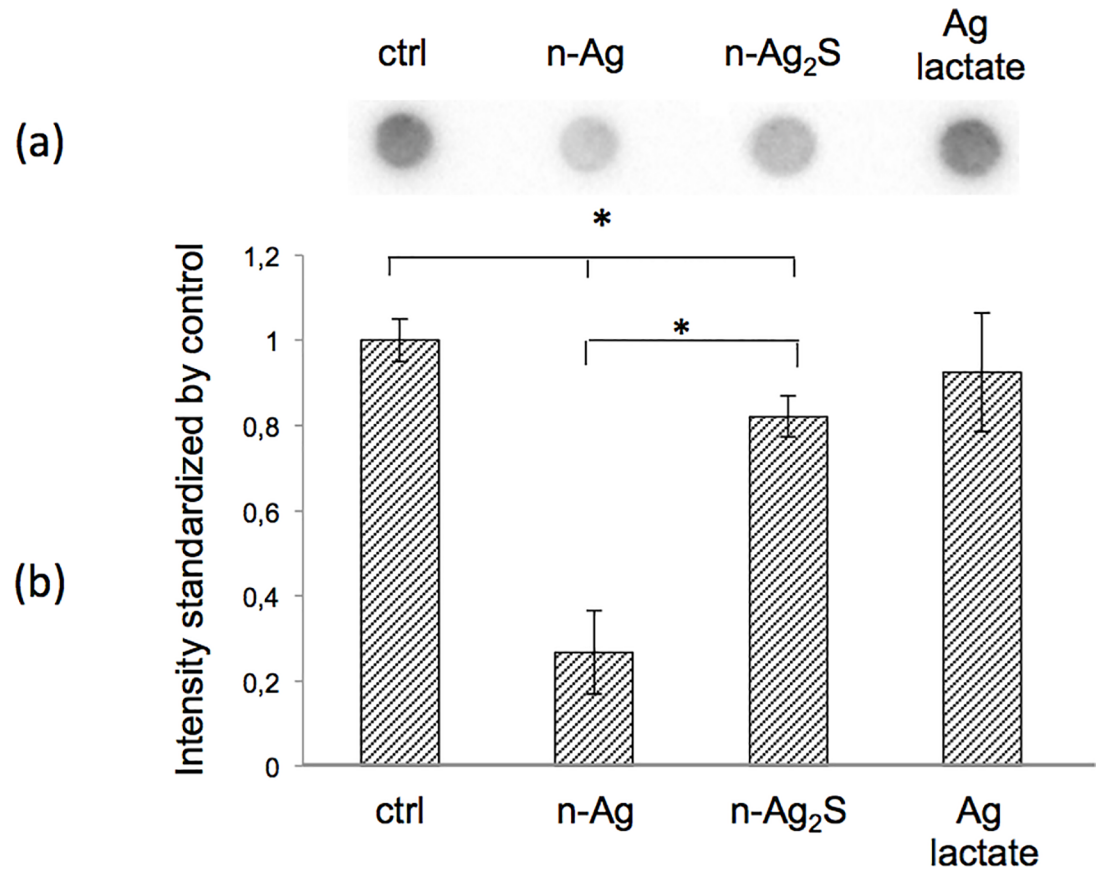 ctrl
n-Ag
n-Ag₂S
Ag
lactate
(a)
*
1,2
*
1
0,8
0,6
0,4
0,2
0
Intensity standardized by control
(b)
ctrl
n-Ag
n-Ag₂S
Ag
lactate